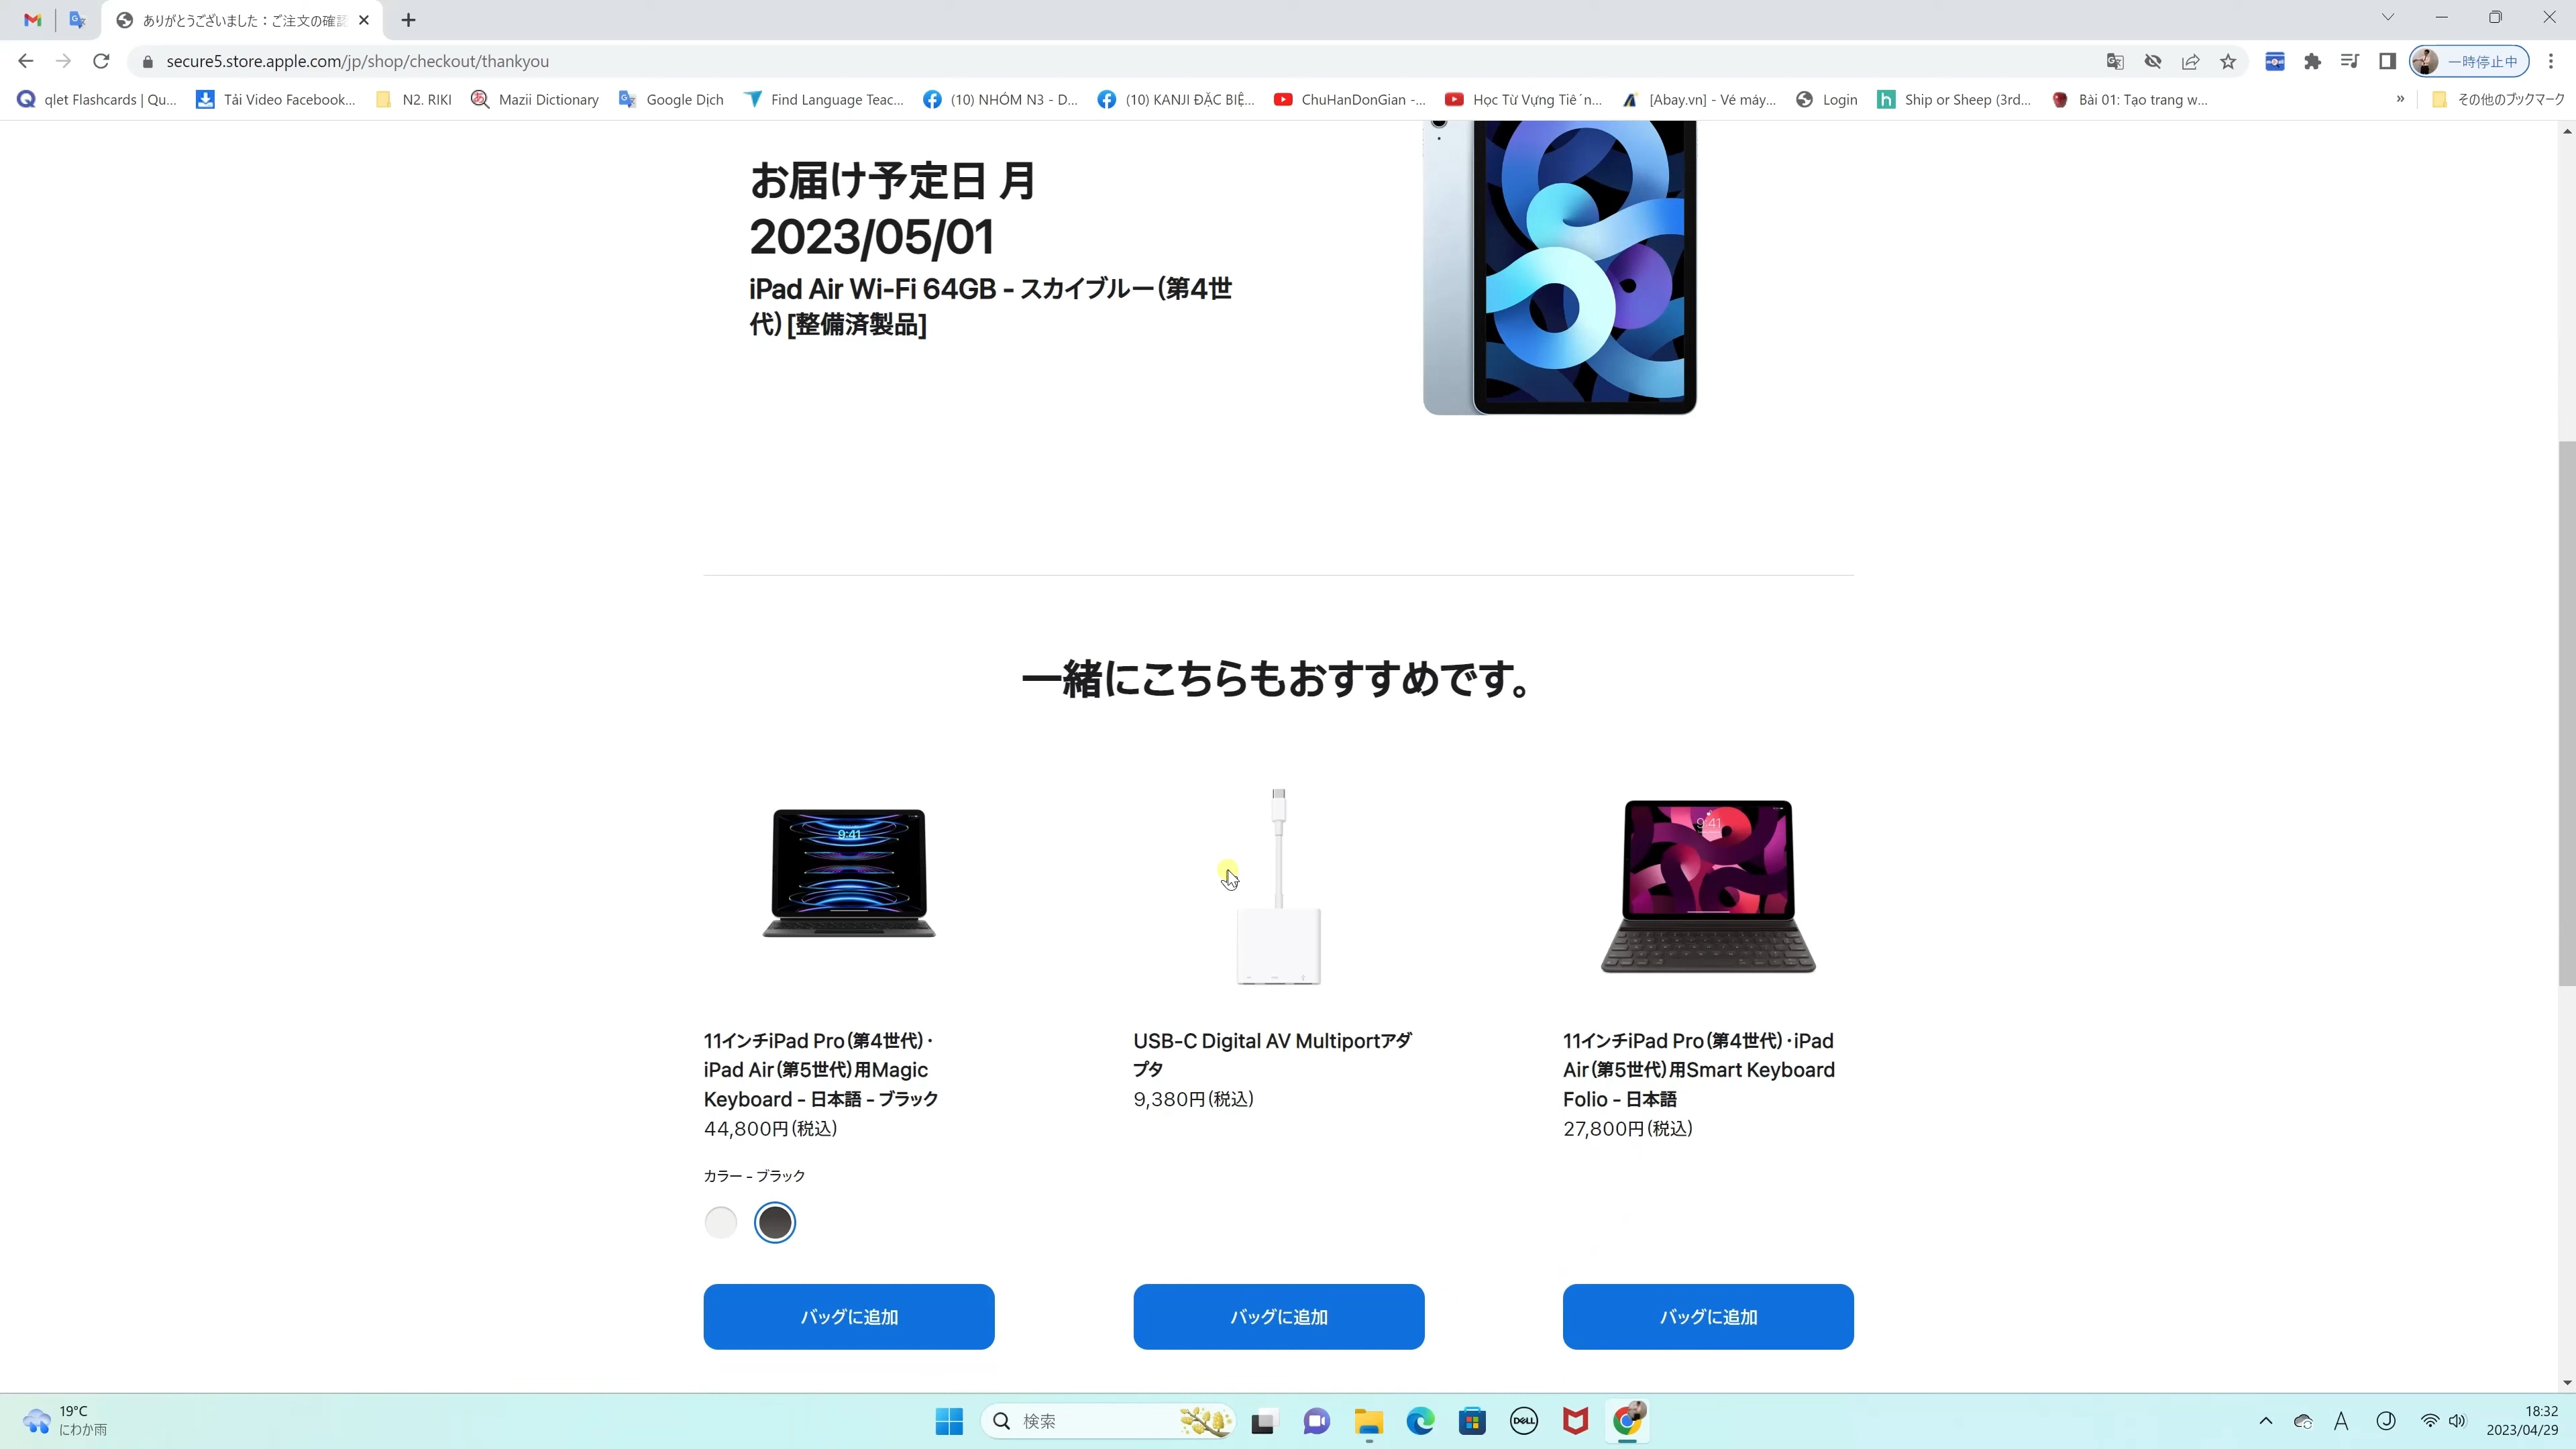 ありがとうございました：ご注文の確認
secure5.store.apple.com/jp/shop/checkout/thankyou
一時停止中
qlet Flashcards | Qu...
Tải Video Facebook...
N2. RIKI
Mazii Dictionary
Google Dịch
Find Language Teac...
(10) NHÓM N3 - D...
(10) KANJI ĐẶC BIỆ...
ChuHanDonGian -...
Học Từ Vựng Tiê´n...
[Abay.vn] - Vé máy...
Login
Ship or Sheep (3rd...
Bài 01: Tạo trang w...
»
その他のブックマーク
お届け予定日 月
2023/05/01
iPad Air Wi-Fi 64GB - スカイブルー（第4世
代）[整備済製品]
一緒にこちらもおすすめです。
9:41
9:41
11インチiPad Pro（第4世代）・
iPad Air（第5世代）用Magic
Keyboard - 日本語 - ブラック
44,800円（税込）
カラー - ブラック
バッグに追加
USB-C Digital AV Multiportアダ
プタ
9,380円（税込）
バッグに追加
11インチiPad Pro（第4世代）・iPad
Air（第5世代）用Smart Keyboard
Folio - 日本語
27,800円（税込）
バッグに追加
19°C
にわか雨
検索
DELL
A
18:32
2023/04/29